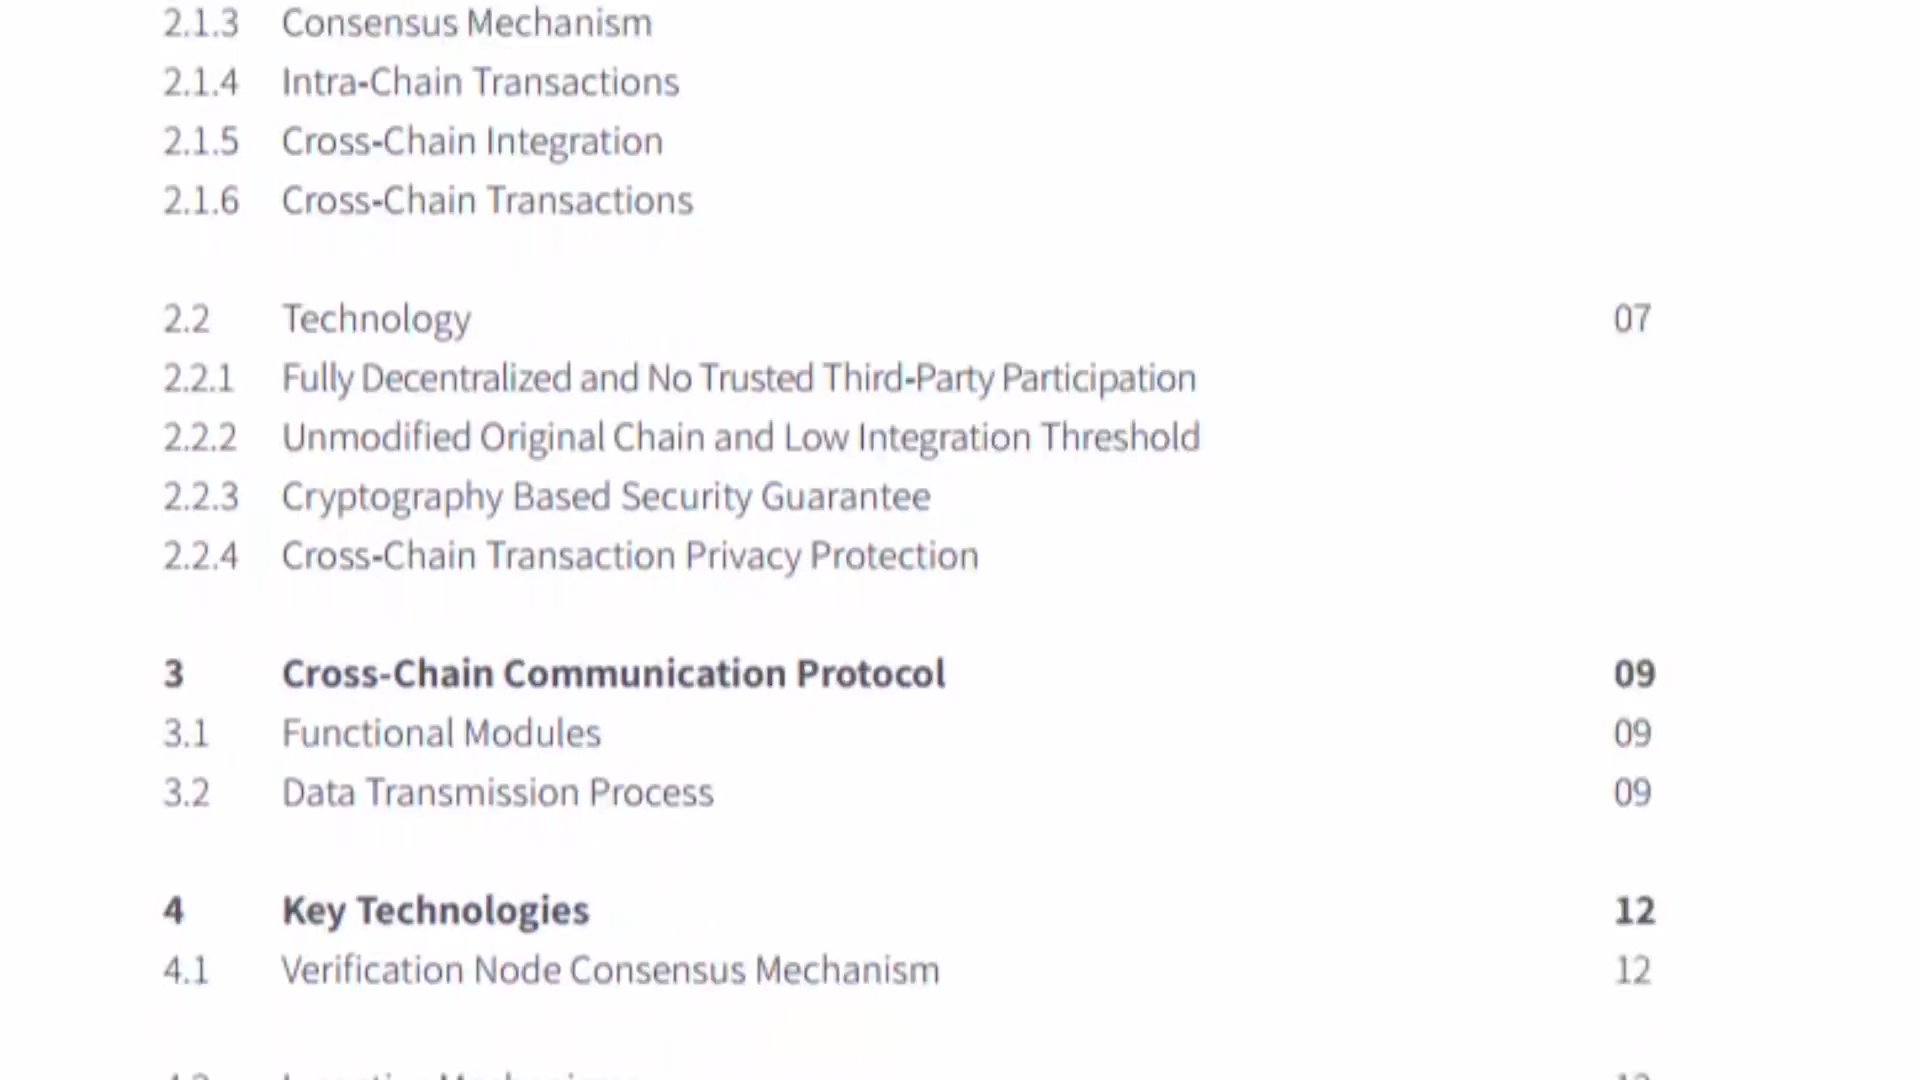 2.1.3 Consensus Mechanism
2.1.4 Intra-Chain Transactions
2.1.5 Cross-Chain Integration
2.1.6 Cross-Chain Transactions
2.2 Technology 07
2.2.1 Fully Decentralized and No Trusted Third-Party Participation
2.2.2 Unmodified Original Chain and Low Integration Threshold
2.2.3 Cryptography Based Security Guarantee
2.2.4 Cross-Chain Transaction Privacy Protection
3 Cross-Chain Communication Protocol 09
3.1 Functional Modules 09
3.2 Data Transmission Process 09
4 Key Technologies 12
4.1 Verification Node Consensus Mechanism 12